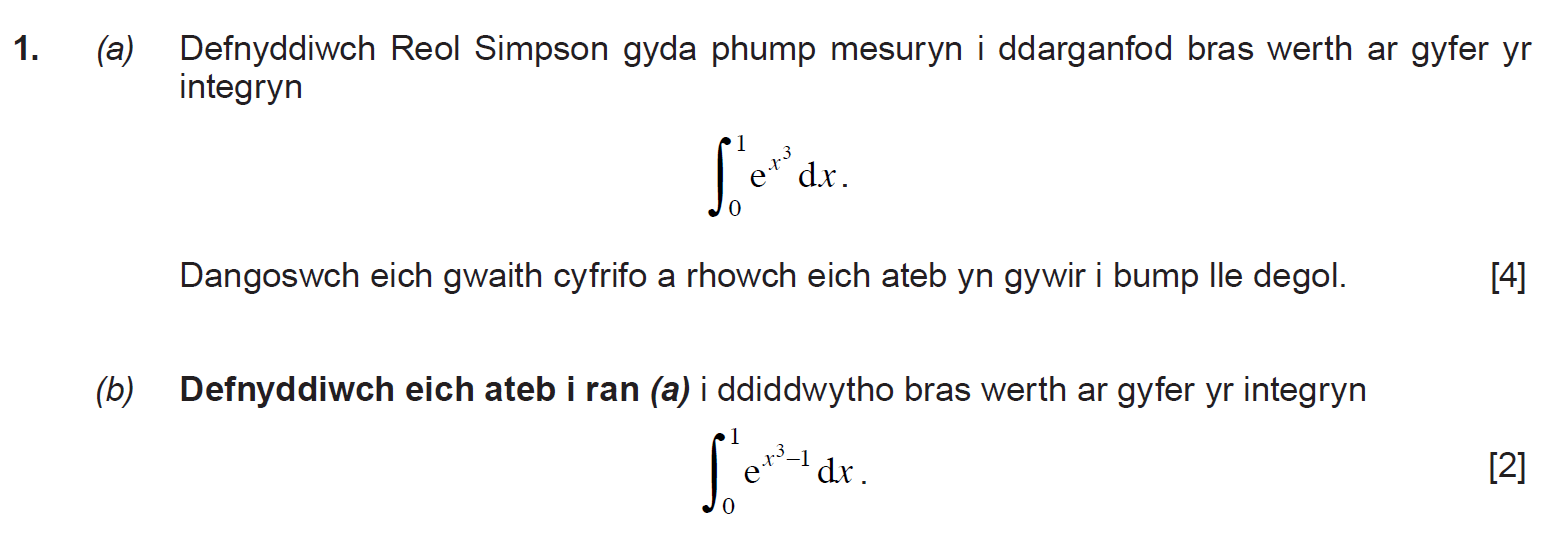 1. (a) Defnyddiwch Reol Simpson gyda phump mesuryn i ddarganfod bras werth ar gyfer yr
integryn
∫₀¹ e^{x³} dx.
Dangoswch eich gwaith cyfrifo a rhowch eich ateb yn gywir i bump lle degol. [4]
(b) Defnyddiwch eich ateb i ran (a) i ddiddwytho bras werth ar gyfer yr integryn
∫₀¹ e^{x³–1} dx. [2]